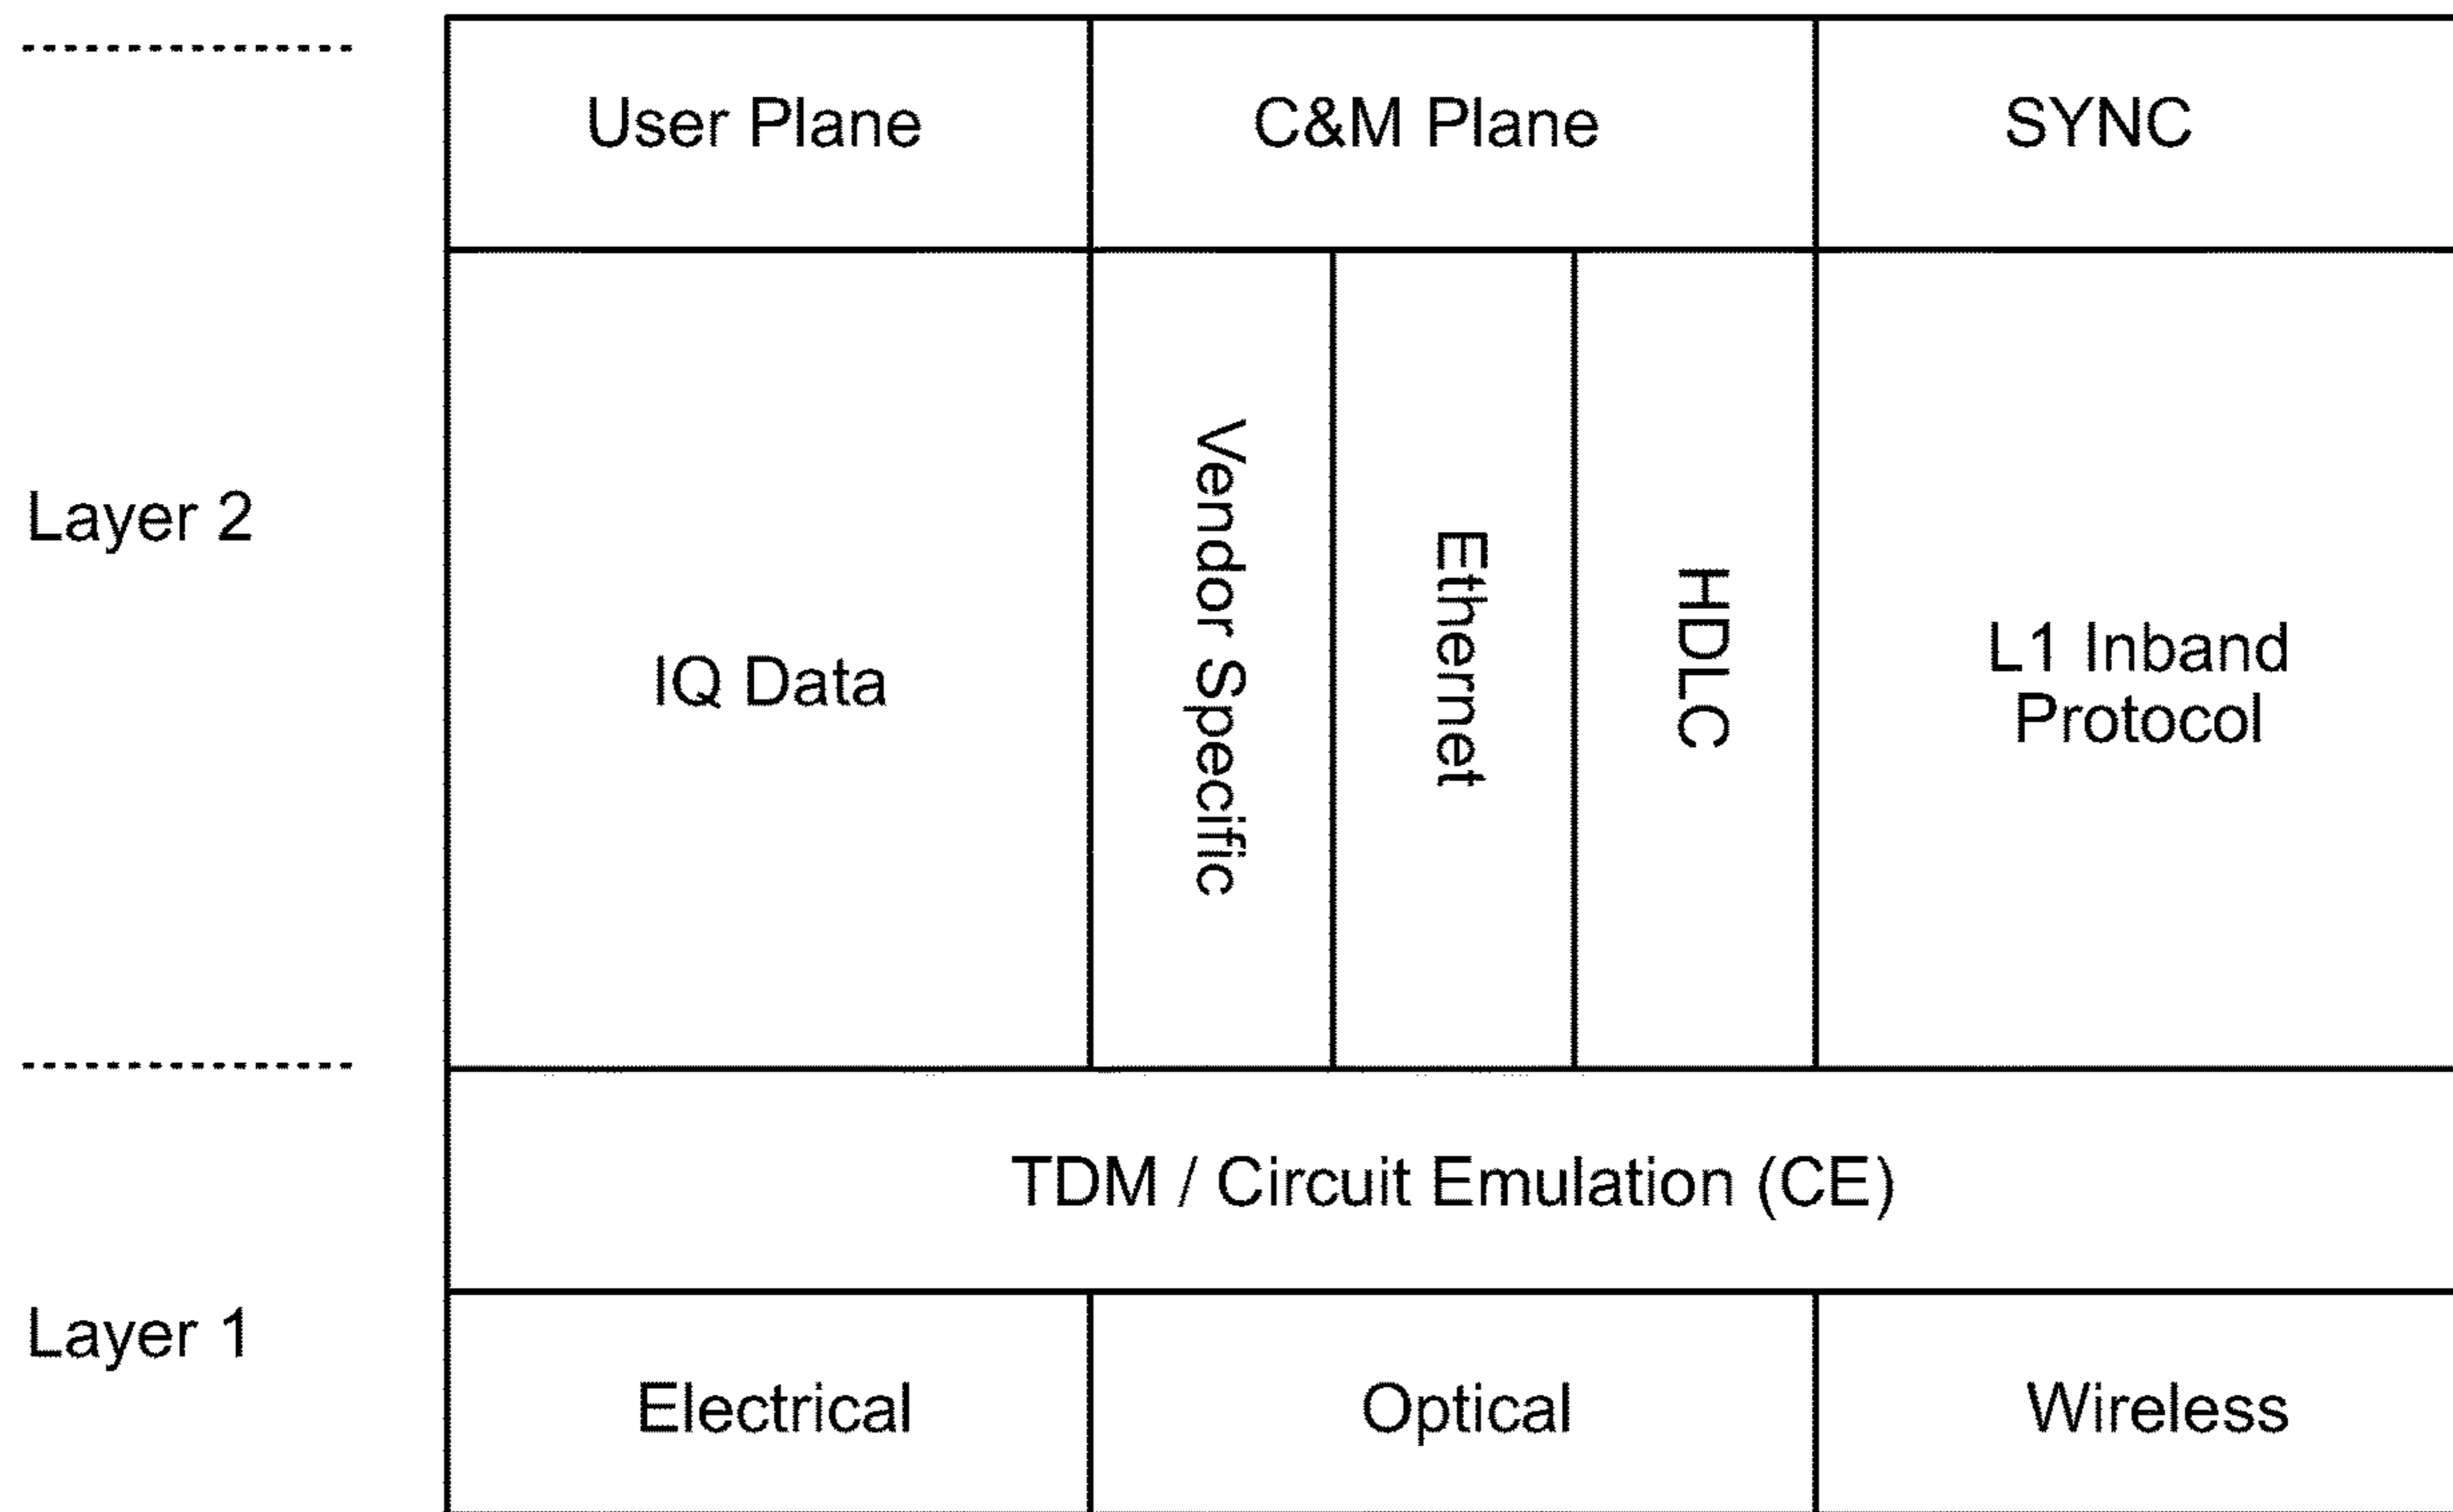 User Plane
C&M Plane
SYNC
Layer 2
IQ Data
Vendor Specific
Ethernet
HDLC
L1 Inband
Protocol
TDM / Circuit Emulation (CE)
Layer 1
Electrical
Optical
Wireless